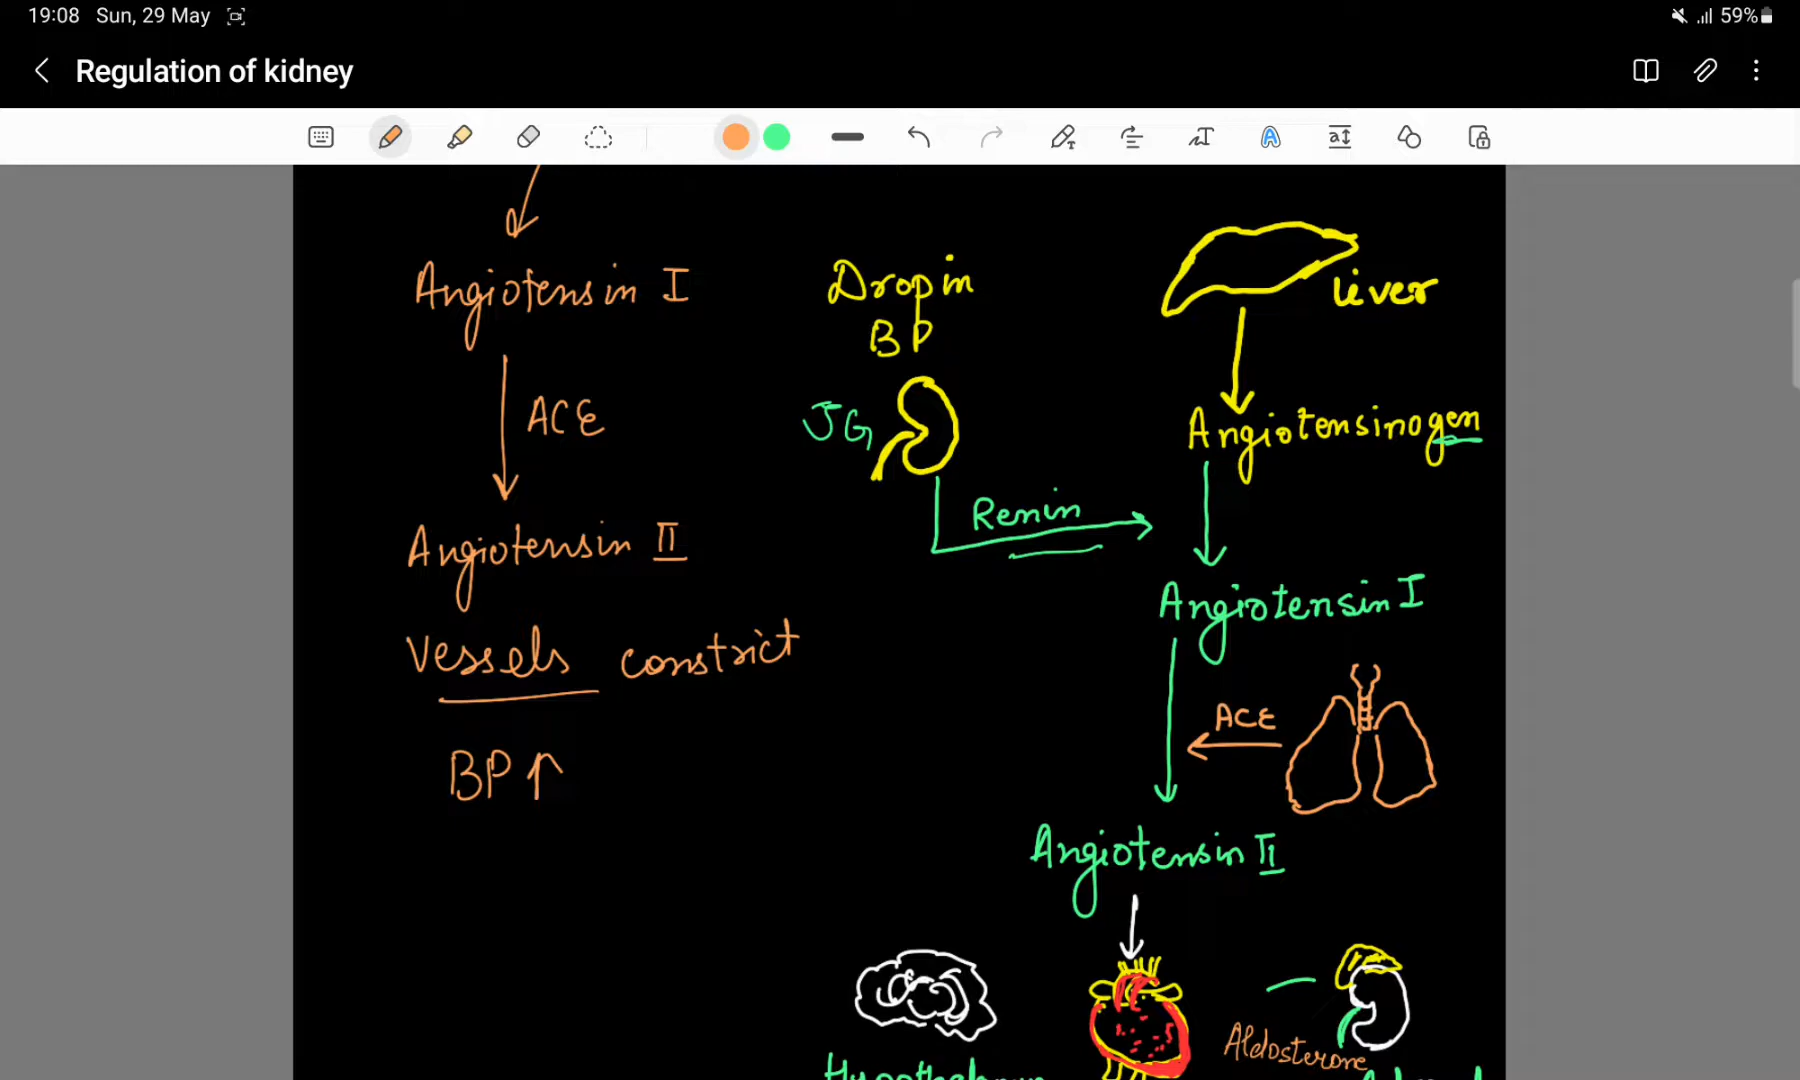 19:08 Sun, 29 May
59%
Regulation of kidney
Angiotensin I
ACE
Angiotensin II
Vessels constrict
BP↑
Drop in
BP
JG
Renin
Liver
Angiotensinogen
Angiotensin I
ACE
Angiotensin II
Aldosterone